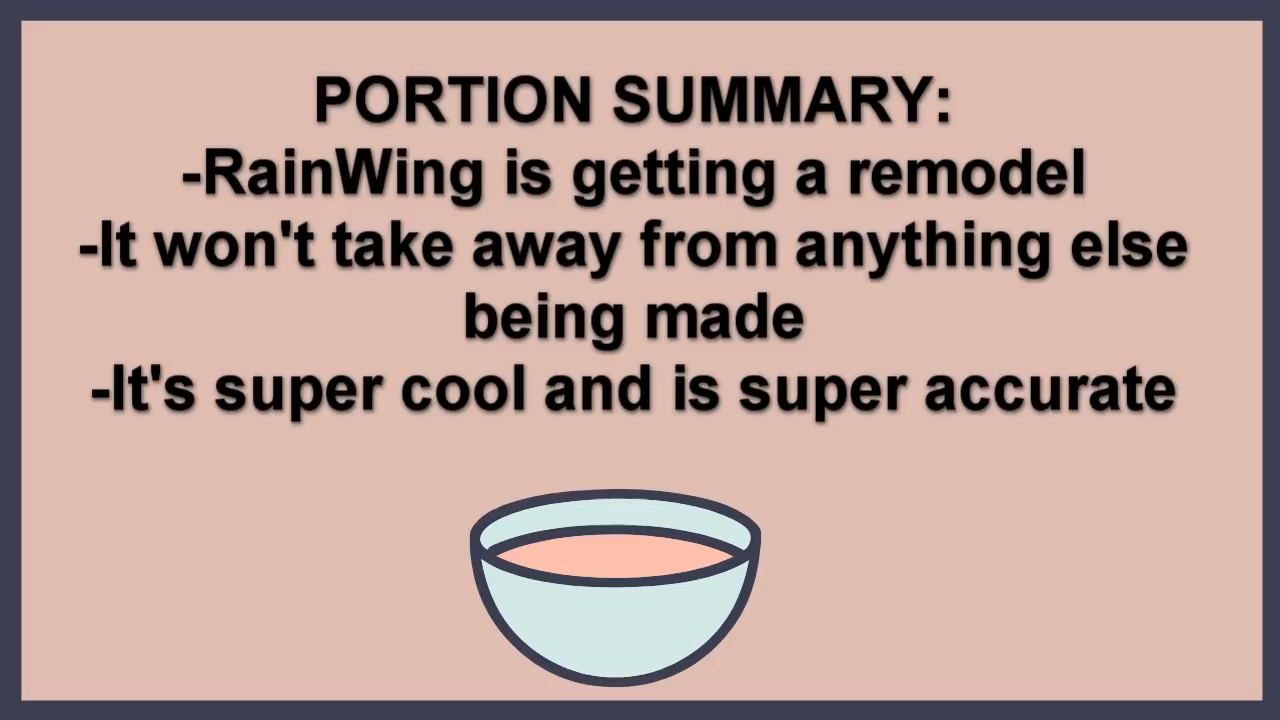 PORTION SUMMARY:
-RainWing is getting a remodel
-It won't take away from anything else
being made
-It's super cool and is super accurate